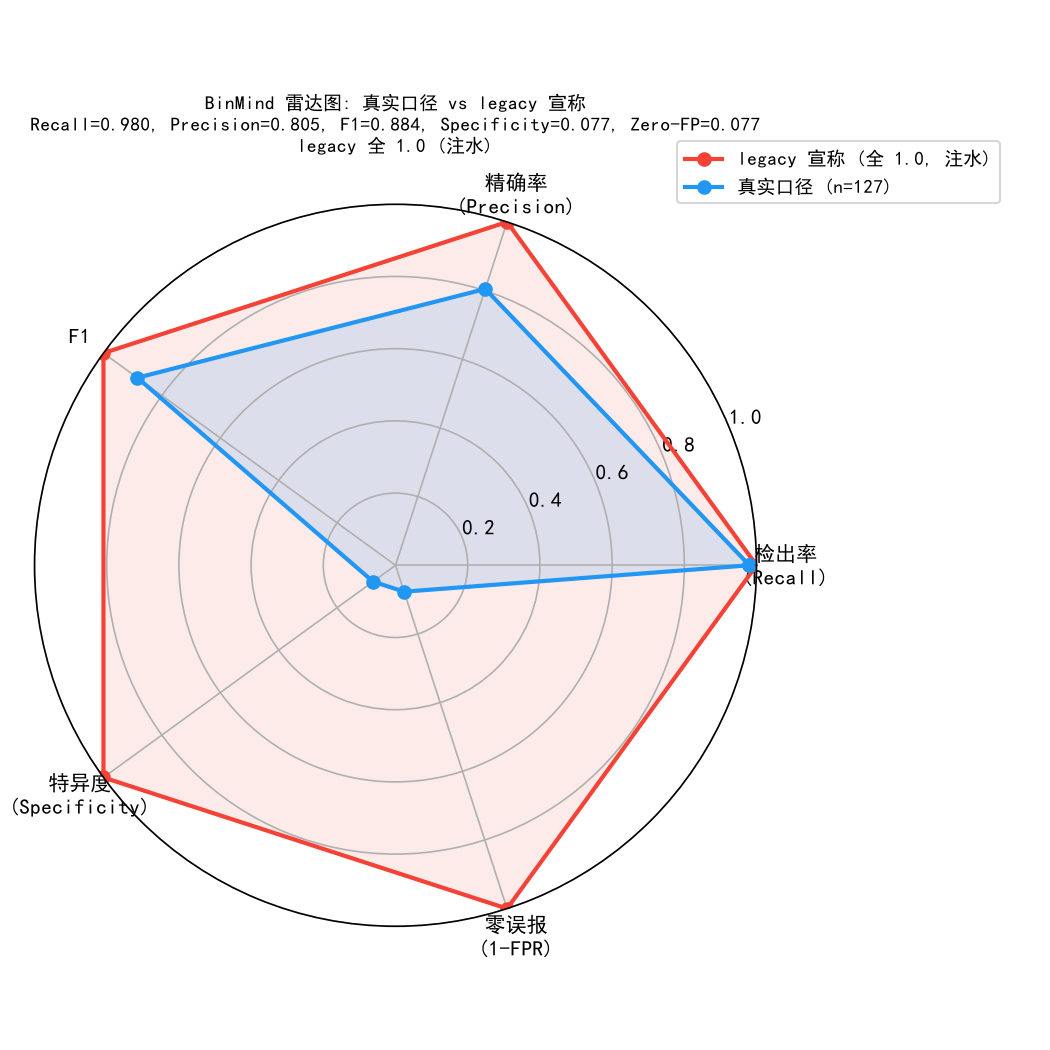 BinMind 雷达图: 真实口径 vs legacy 宣称
Recall=0.980, Precision=0.805, F1=0.884, Specificity=0.077, Zero-FP=0.077
legacy 全 1.0 (注水)
legacy 宣称 (全 1.0, 注水)
真实口径 (n=127)
精确率
(Precision)
F1
1.0
0.8
0.6
0.4
0.2
检出率
(Recall)
特异度
(Specificity)
零误报
(1-FPR)